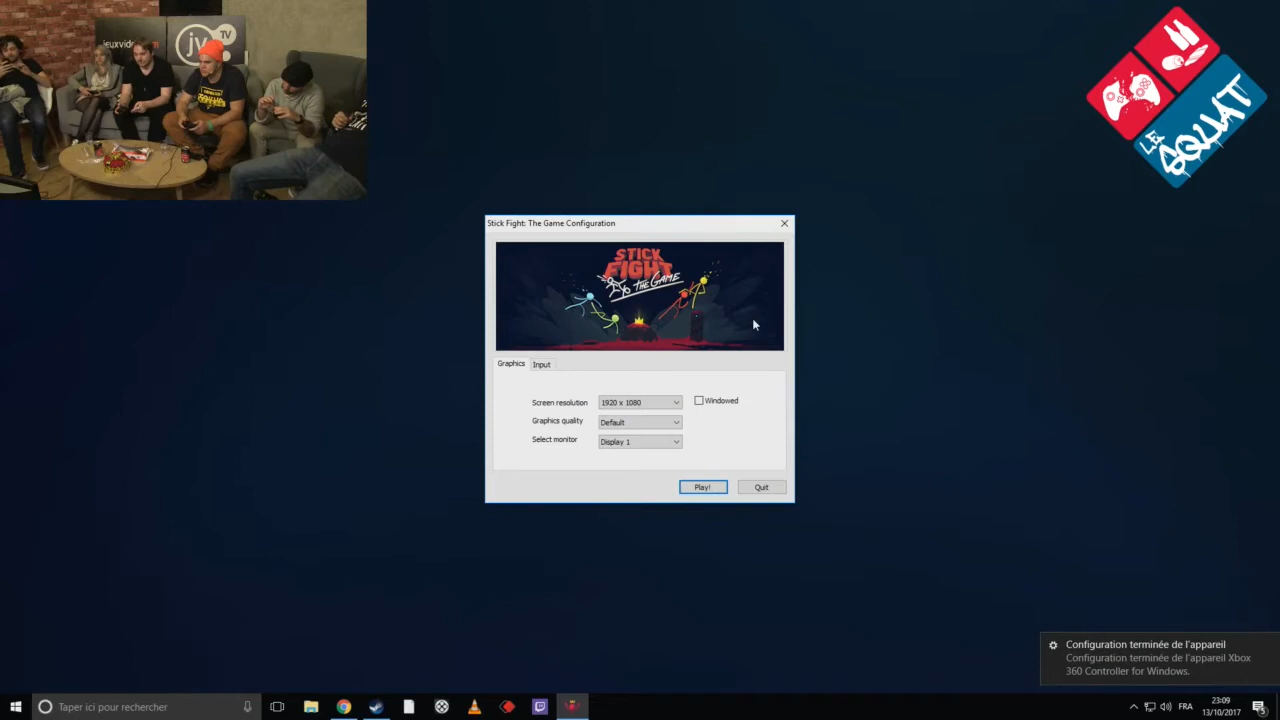 jeuxvideo.com
jv
TV
LE
SQUAT
Stick Fight: The Game Configuration
STICK
FIGHT
THE GAME
Graphics
Input
Screen resolution
1920 x 1080
Windowed
Graphics quality
Default
Select monitor
Display 1
Play!
Quit
Configuration terminée de l'appareil
Configuration terminée de l'appareil Xbox
360 Controller for Windows.
Taper ici pour rechercher
FRA
23:09
13/10/2017